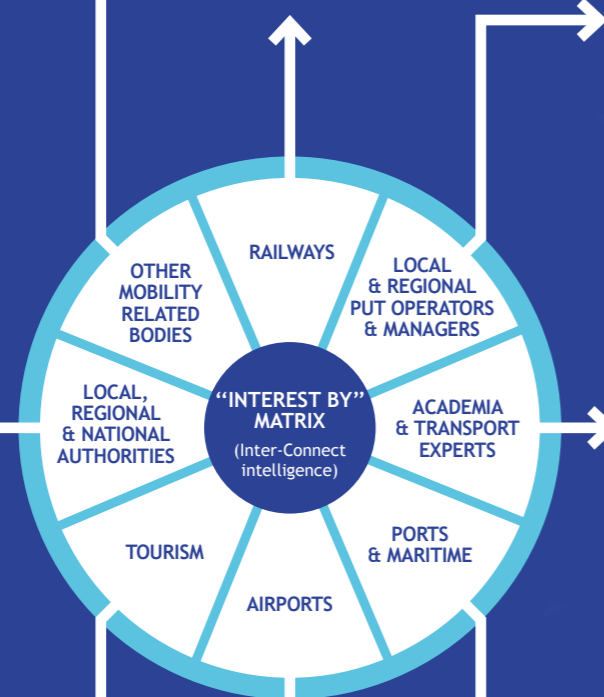 RAILWAYS
LOCAL
& REGIONAL
PUT OPERATORS
& MANAGERS
ACADEMIA
& TRANSPORT
EXPERTS
PORTS
& MARITIME
AIRPORTS
TOURISM
LOCAL,
REGIONAL
& NATIONAL
AUTHORITIES
OTHER
MOBILITY
RELATED
BODIES
“INTEREST BY”
MATRIX
(Inter-Connect
intelligence)